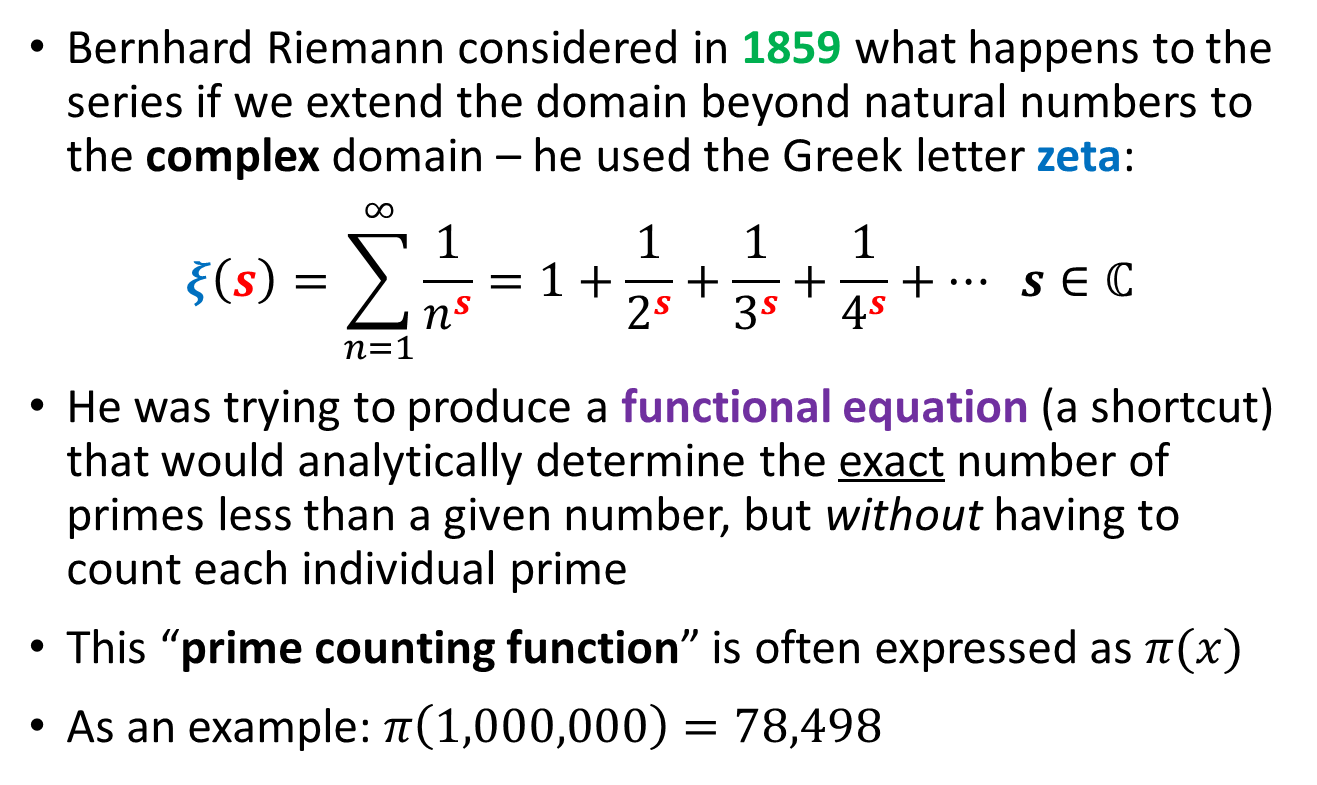 • Bernhard Riemann considered in 1859 what happens to the
series if we extend the domain beyond natural numbers to
the complex domain – he used the Greek letter zeta:
ξ(s) = ∑_{n=1}^{∞} 1/n^s = 1 + 1/2^s + 1/3^s + 1/4^s + ⋯ s ∈ ℂ
• He was trying to produce a functional equation (a shortcut)
that would analytically determine the exact number of
primes less than a given number, but without having to
count each individual prime
• This “prime counting function” is often expressed as π(x)
• As an example: π(1,000,000) = 78,498